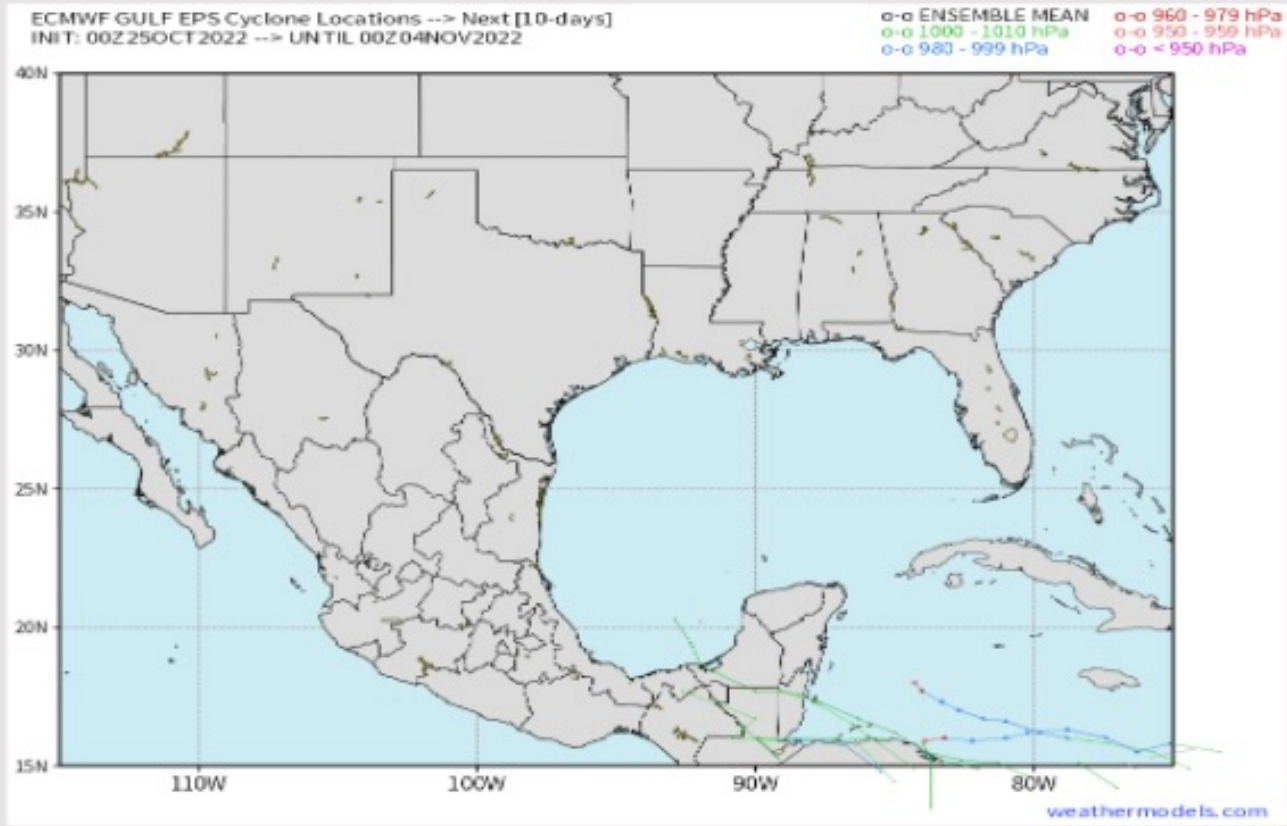 ECMWF GULF EPS Cyclone Locations --> Next [10-days]
INIT: 00Z25OCT2022 --> UNTIL 00Z04NOV2022
o-o ENSEMBLE MEAN
o-o 1000 - 1010 hPa
o-o 980 - 999 hPa
o-o 960 - 979 hPa
o-o 950 - 959 hPa
o-o < 950 hPa
40N
35N
30N
25N
20N
15N
110W
100W
90W
80W
weathermodels.com